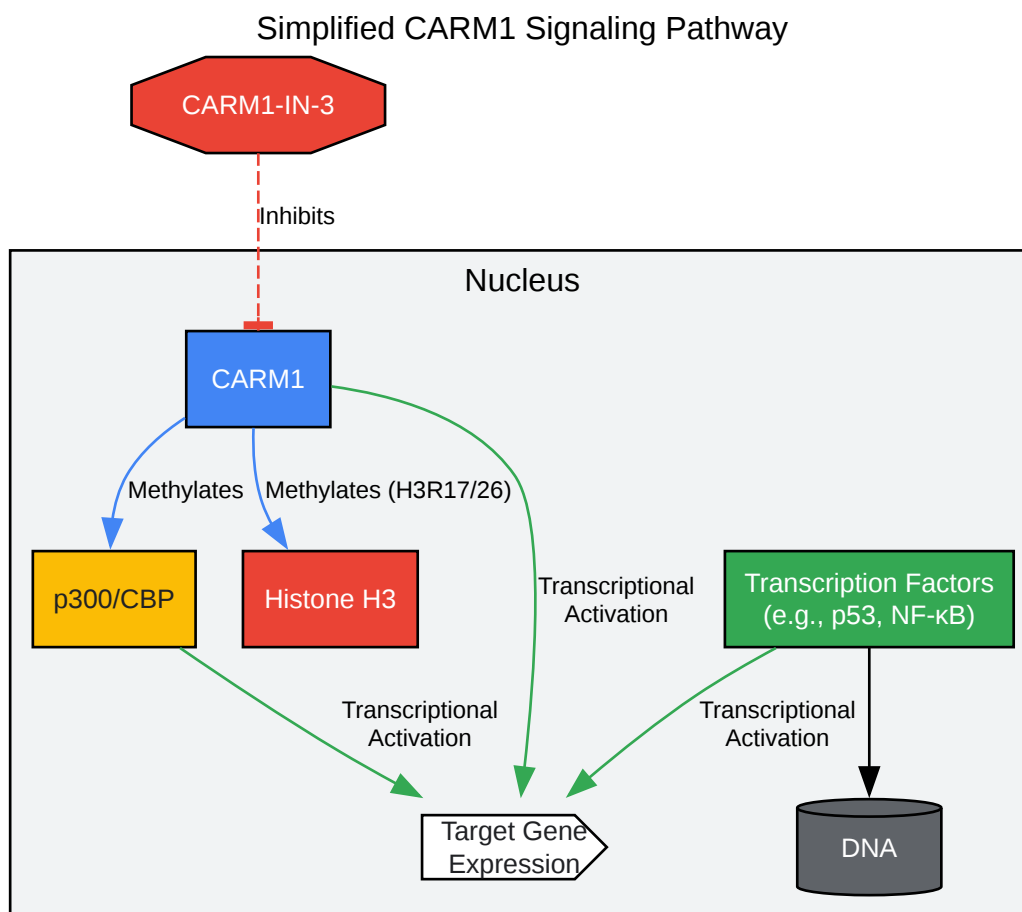 Simplified CARM1 Signaling Pathway
CARM1-IN-3
Inhibits
Nucleus
CARM1
Methylates
Methylates (H3R17/26)
p300/CBP
Histone H3
Transcriptional
Activation
Transcription Factors
(e.g., p53, NF-κB)
Transcriptional
Activation
Transcriptional
Activation
Target Gene
Expression
DNA